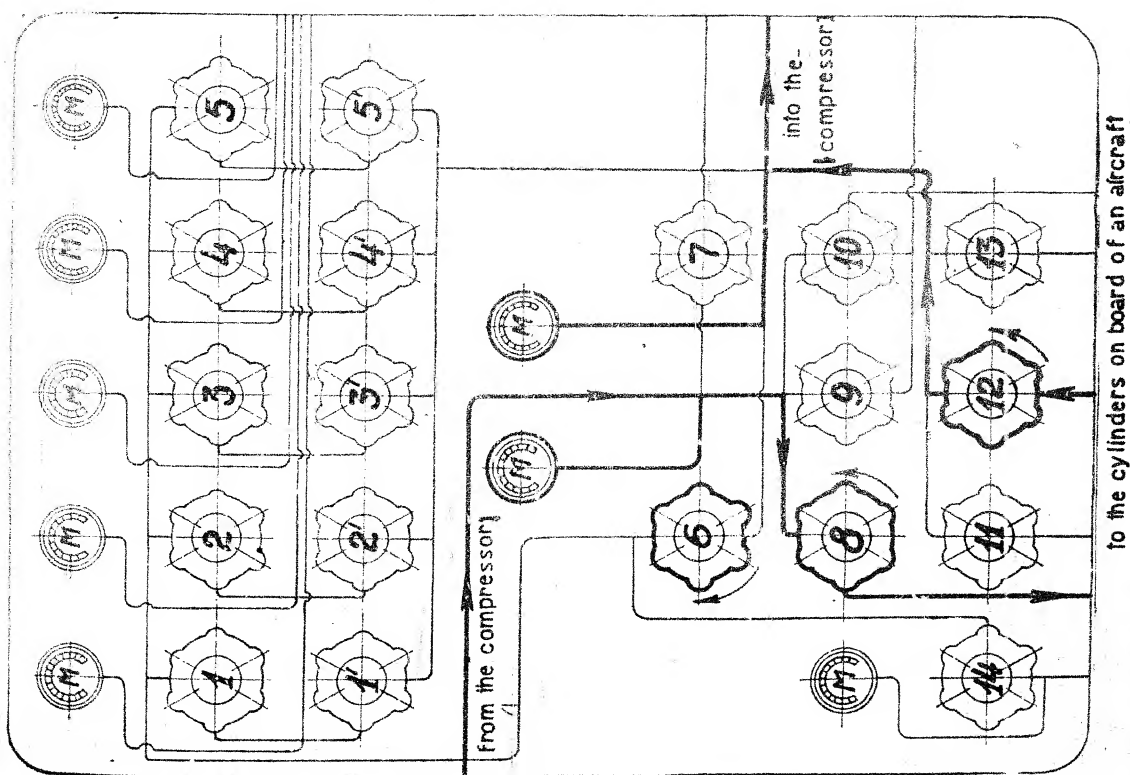 M M M M M
1 2 3 4 5
1' 2' 3' 4' 5'
from the compressor
M M
into the
compressor
6 7
8 9 10
M
14 11 12 13
to the cylinders on board of an aircraft